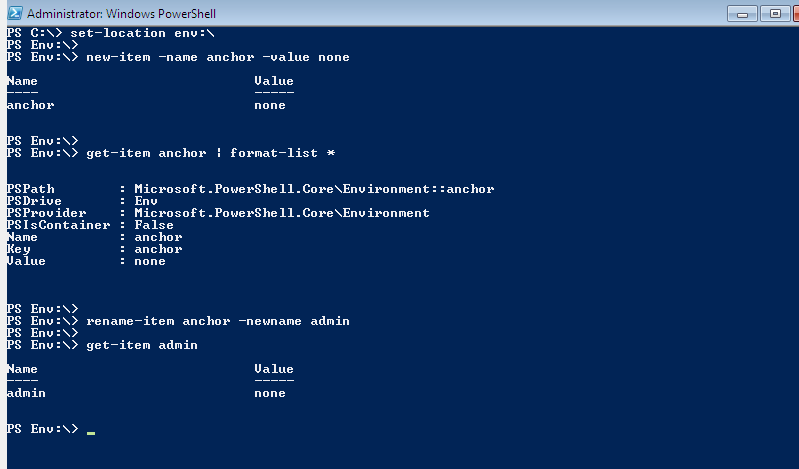 Administrator: Windows PowerShell
PS C:\> set-location env:\
PS Env:\>
PS Env:\> new-item -name anchor -value none
Name Value
---- -----
anchor none
PS Env:\>
PS Env:\> get-item anchor | format-list *
PSPath : Microsoft.PowerShell.Core\Environment::anchor
PSDrive : Env
PSProvider : Microsoft.PowerShell.Core\Environment
PSIsContainer : False
Name : anchor
Key : anchor
Value : none
PS Env:\>
PS Env:\> rename-item anchor -newname admin
PS Env:\>
PS Env:\> get-item admin
Name Value
---- -----
admin none
PS Env:\>